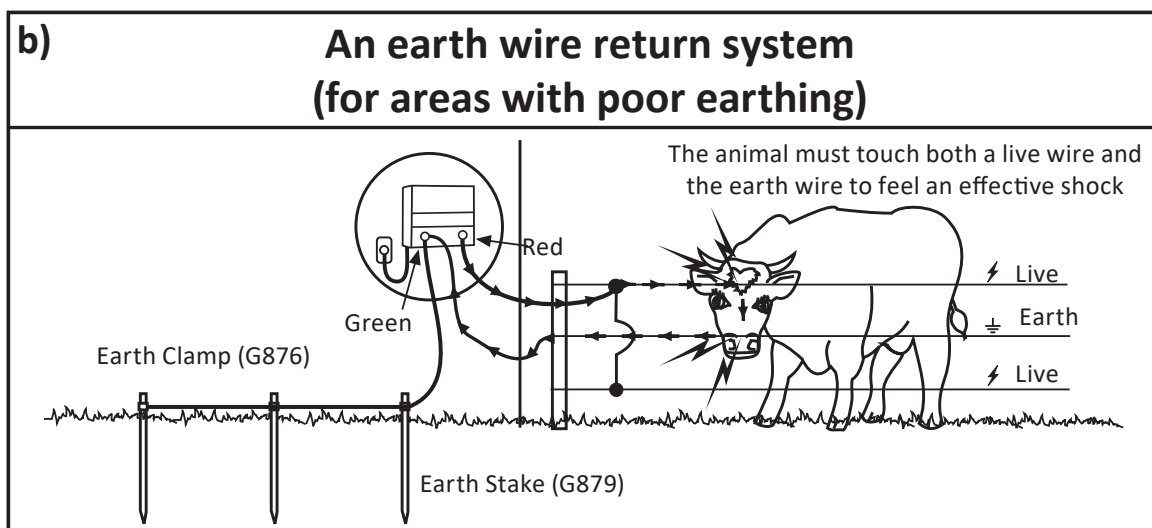 b)
An earth wire return system
(for areas with poor earthing)
The animal must touch both a live wire and
the earth wire to feel an effective shock
Red
Green
Live
Earth
Live
Earth Clamp (G876)
Earth Stake (G879)